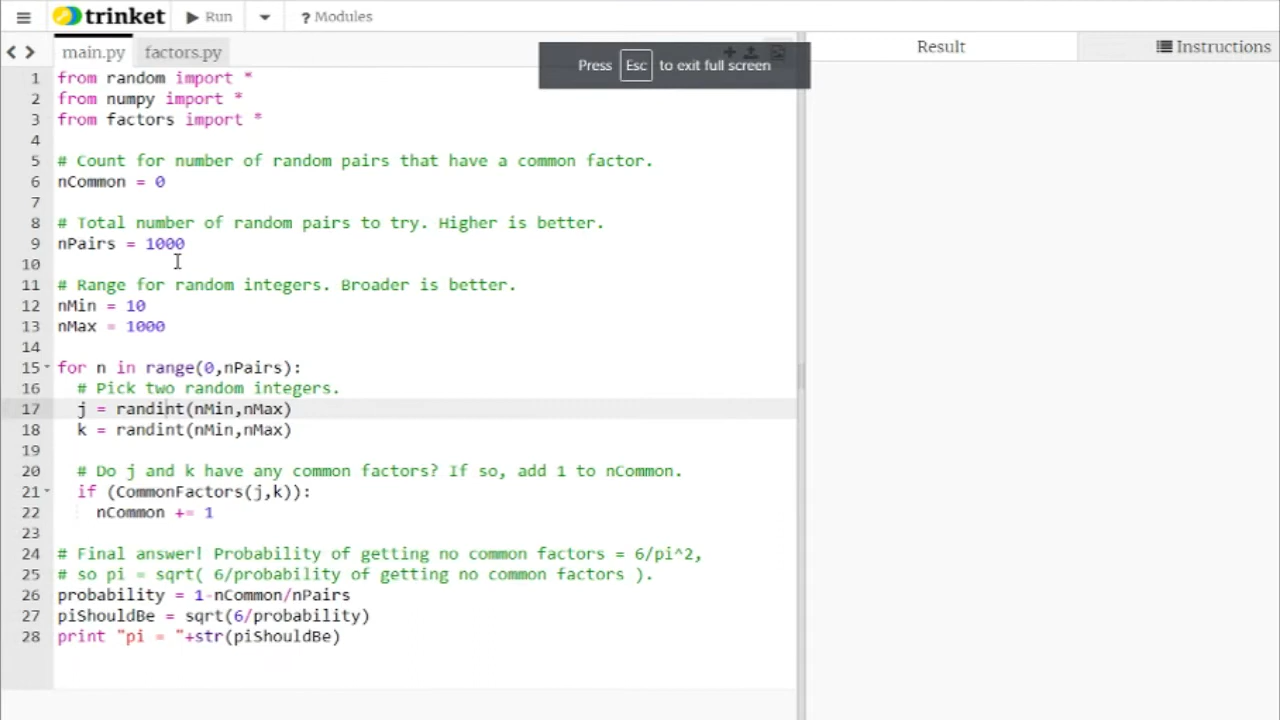 trinket Run ? Modules
main.py factors.py
Press Esc to exit full screen
Result Instructions
1 from random import *
2 from numpy import *
3 from factors import *
4
5 # Count for number of random pairs that have a common factor.
6 nCommon = 0
7
8 # Total number of random pairs to try. Higher is better.
9 nPairs = 1000
10
11 # Range for random integers. Broader is better.
12 nMin = 10
13 nMax = 1000
14
15 for n in range(0,nPairs):
16 # Pick two random integers.
17 j = randint(nMin,nMax)
18 k = randint(nMin,nMax)
19
20 # Do j and k have any common factors? If so, add 1 to nCommon.
21 if (CommonFactors(j,k)):
22 nCommon += 1
23
24 # Final answer! Probability of getting no common factors = 6/pi^2,
25 # so pi = sqrt( 6/probability of getting no common factors ).
26 probability = 1-nCommon/nPairs
27 piShouldBe = sqrt(6/probability)
28 print "pi = "+str(piShouldBe)